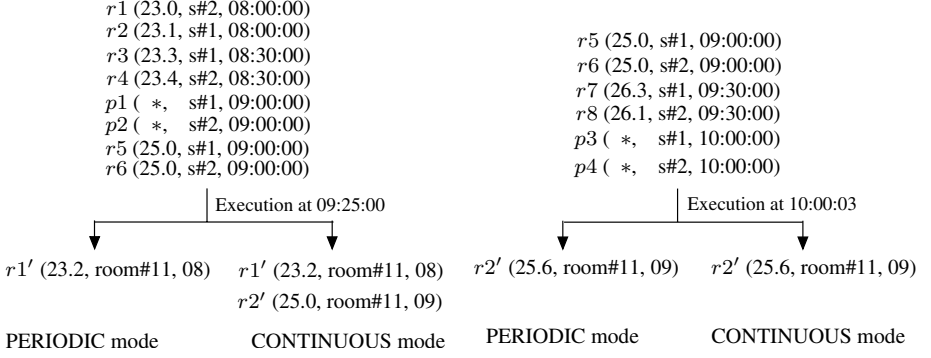 r1 (23.0, s#2, 08:00:00)
r2 (23.1, s#1, 08:00:00)
r3 (23.3, s#1, 08:30:00)
r4 (23.4, s#2, 08:30:00)
p1 ( *, s#1, 09:00:00)
p2 ( *, s#2, 09:00:00)
r5 (25.0, s#1, 09:00:00)
r6 (25.0, s#2, 09:00:00)
Execution at 09:25:00
r1′ (23.2, room#11, 08)
r1′ (23.2, room#11, 08)
r2′ (25.0, room#11, 09)
PERIODIC mode
CONTINUOUS mode
r5 (25.0, s#1, 09:00:00)
r6 (25.0, s#2, 09:00:00)
r7 (26.3, s#1, 09:30:00)
r8 (26.1, s#2, 09:30:00)
p3 ( *, s#1, 10:00:00)
p4 ( *, s#2, 10:00:00)
Execution at 10:00:03
r2′ (25.6, room#11, 09)
r2′ (25.6, room#11, 09)
PERIODIC mode
CONTINUOUS mode